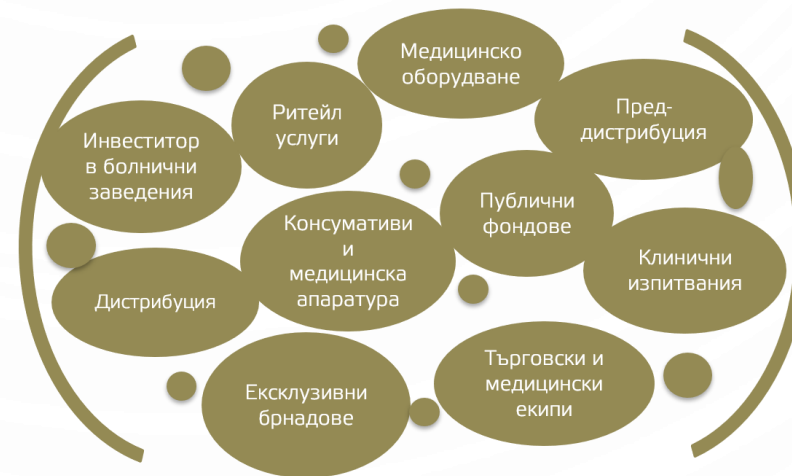 Медицинско
оборудване
Ритейл
услуги
Пред-
дистрибуция
Инвеститор
в болнични
заведения
Публични
фондове
Консумативи
и
медицинска
апаратура
Клинични
изпитвания
Дистрибуция
Търговски и
медицински
екипи
Ексклузивни
брнадове